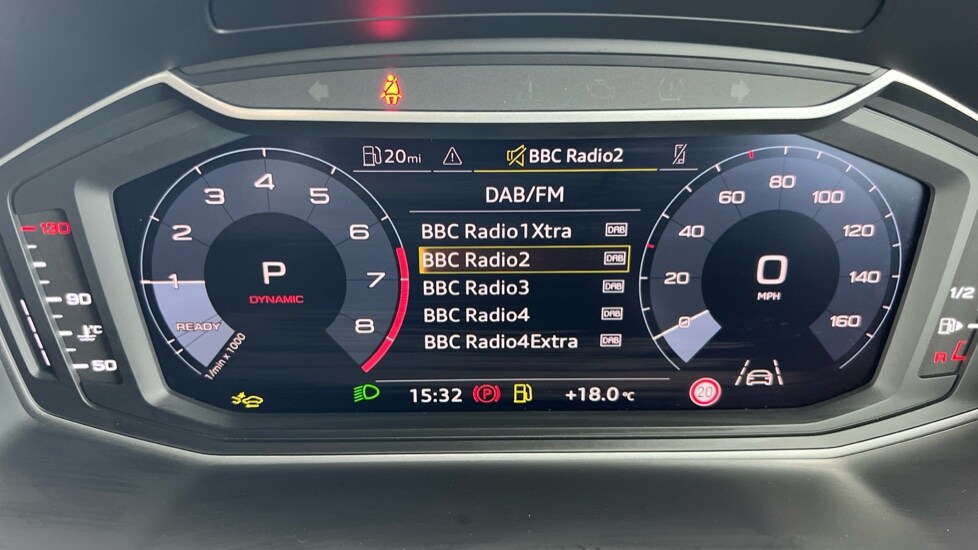 20mi
BBC Radio2
DAB/FM
BBC Radio1Xtra DAB
BBC Radio2 DAB
BBC Radio3 DAB
BBC Radio4 DAB
BBC Radio4Extra DAB
1 2 3 4 5 6 7 8
P
DYNAMIC
READY
1/min x 1000
0 20 40 60 80 100 120 140 160
0
MPH
130
90
°C
50
1/2
R
15:32
P
+18.0 °C
20